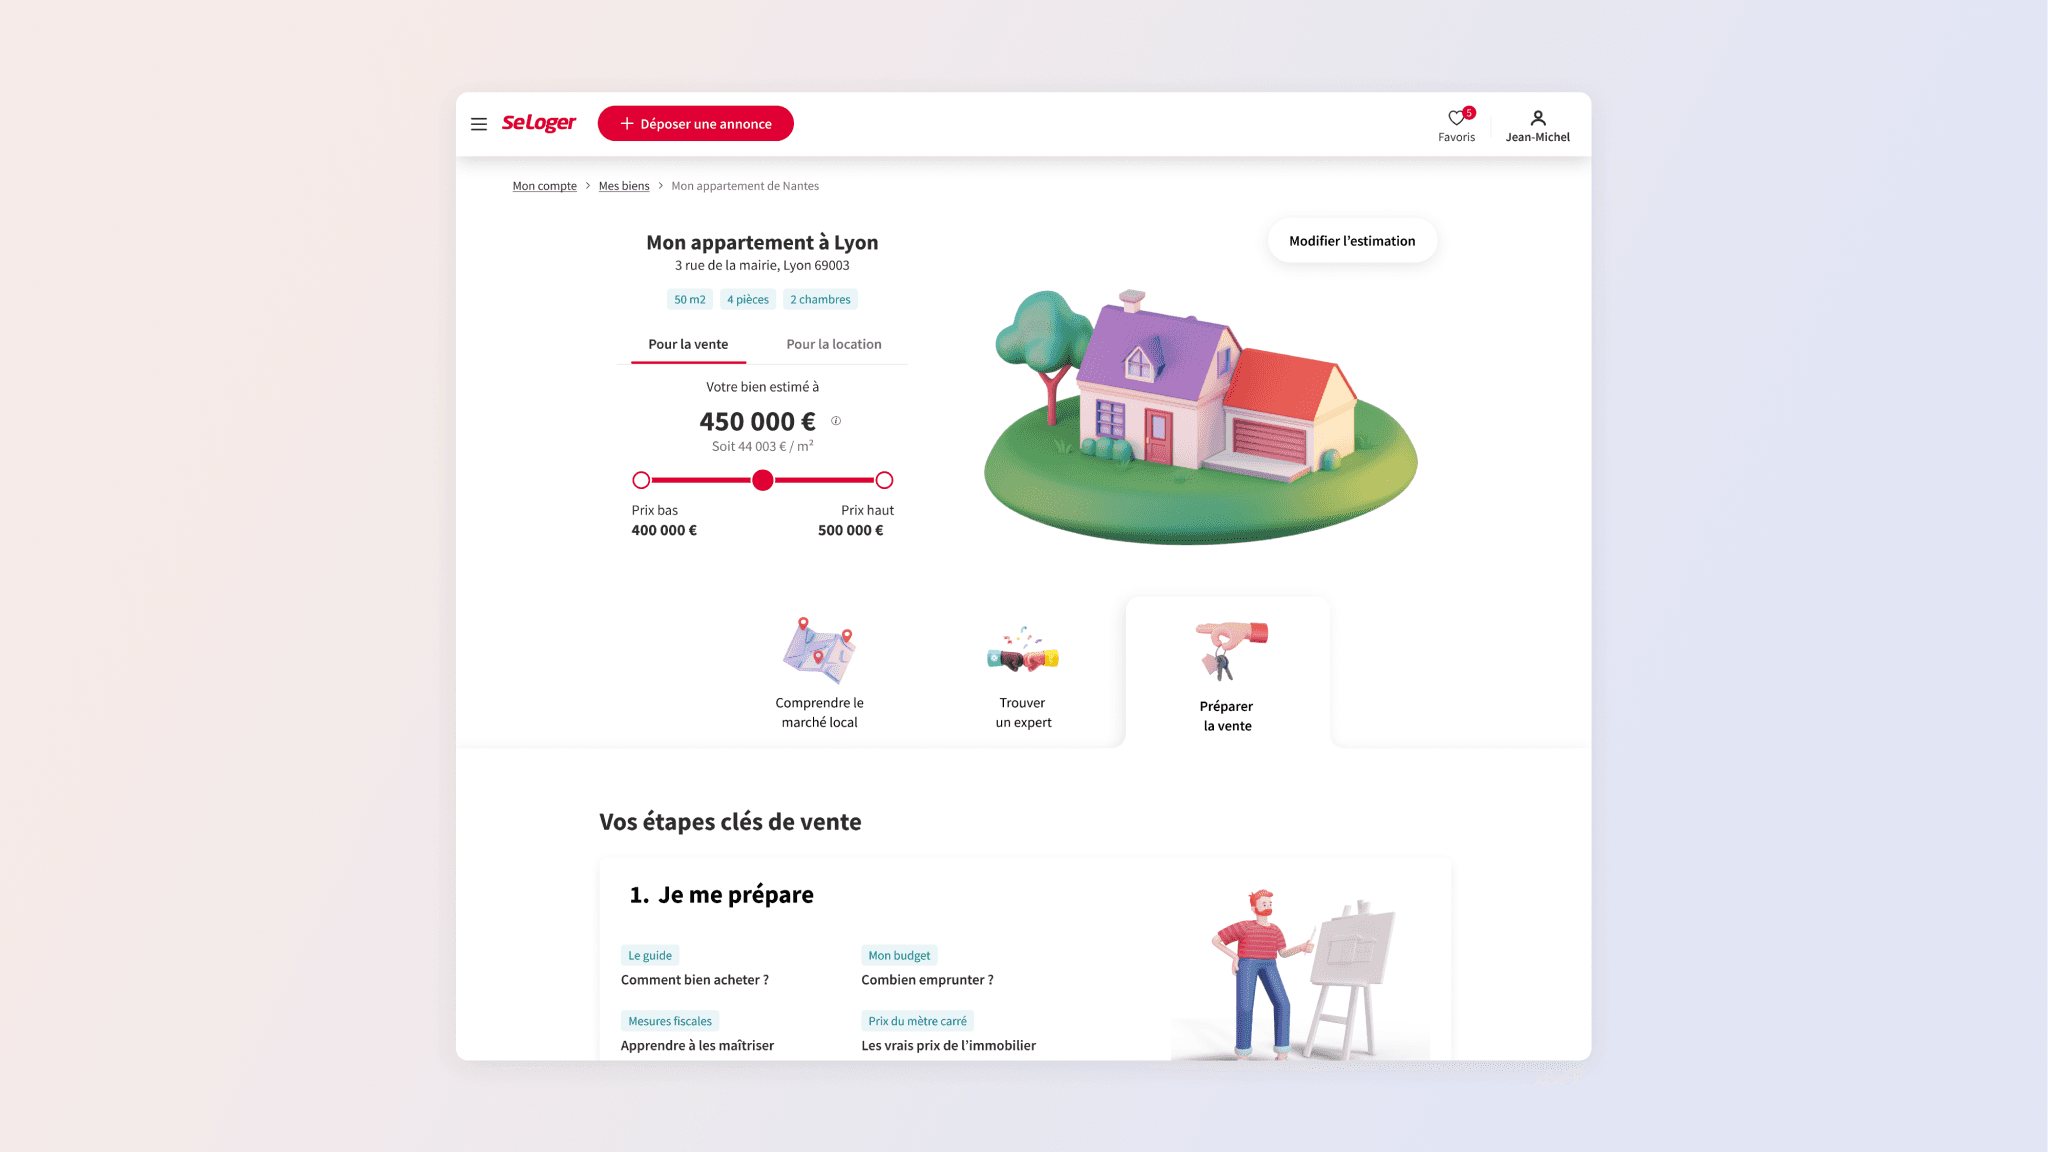 SeLoger
+ Déposer une annonce
5
Favoris
Jean-Michel
Mon compte > Mes biens > Mon appartement de Nantes
Mon appartement à Lyon
3 rue de la mairie, Lyon 69003
50 m2 4 pièces 2 chambres
Modifier l’estimation
Pour la vente Pour la location
Votre bien estimé à
450 000 €
Soit 44 003 € / m²
Prix bas Prix haut
400 000 € 500 000 €
Comprendre le
marché local
Trouver
un expert
Préparer
la vente
Vos étapes clés de vente
1. Je me prépare
Le guide
Comment bien acheter ?
Mon budget
Combien emprunter ?
Mesures fiscales
Apprendre à les maîtriser
Prix du mètre carré
Les vrais prix de l’immobilier